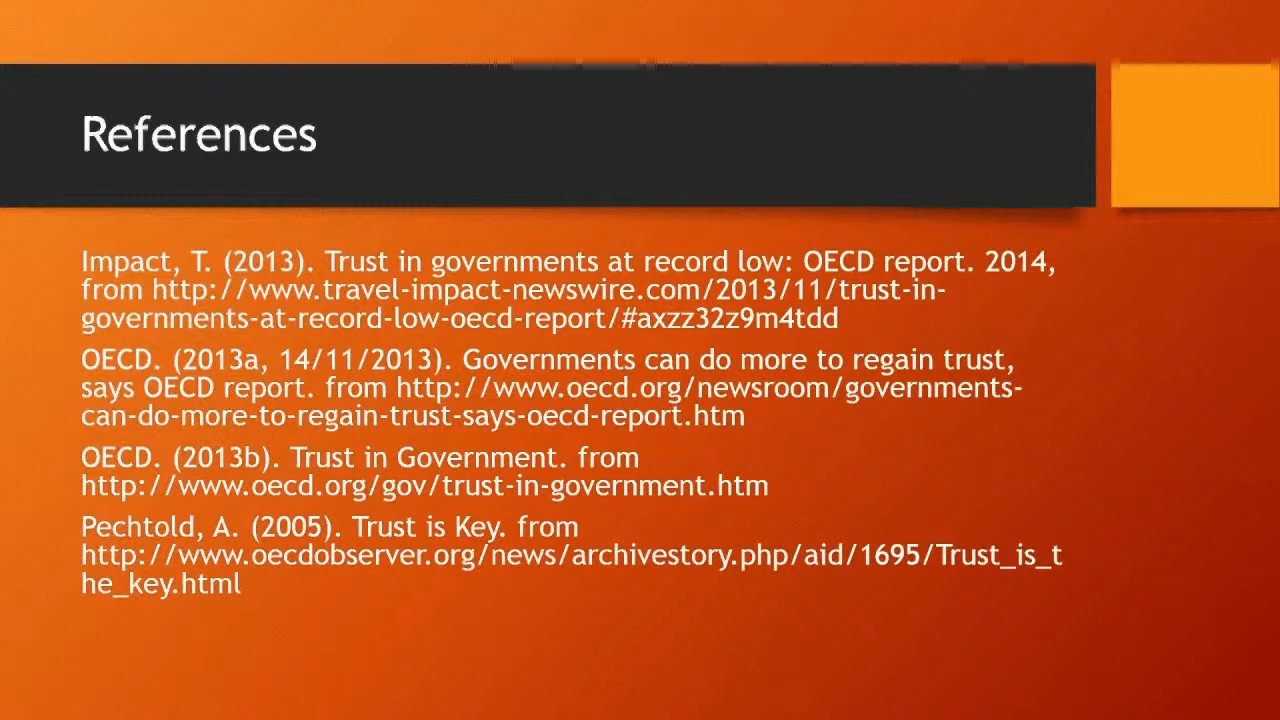 References
Impact, T. (2013). Trust in governments at record low: OECD report. 2014,
from http://www.travel-impact-newswire.com/2013/11/trust-in-
governments-at-record-low-oecd-report/#axzz32z9m4tdd
OECD. (2013a, 14/11/2013). Governments can do more to regain trust,
says OECD report. from http://www.oecd.org/newsroom/governments-
can-do-more-to-regain-trust-says-oecd-report.htm
OECD. (2013b). Trust in Government. from
http://www.oecd.org/gov/trust-in-government.htm
Pechtold, A. (2005). Trust is Key. from
http://www.oecdobserver.org/news/archivestory.php/aid/1695/Trust_is_t
he_key.html